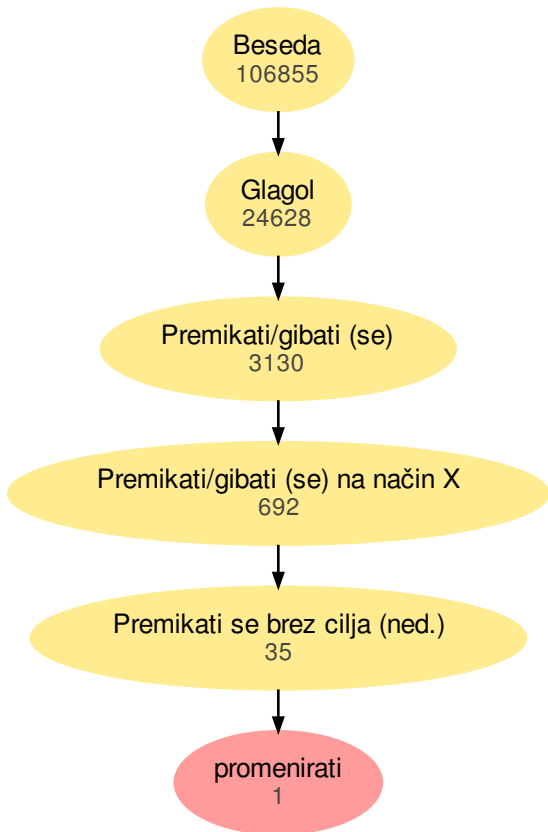 Beseda
106855
Glagol
24628
Premikati/gibati (se)
3130
Premikati/gibati (se) na način X
692
Premikati se brez cilja (ned.)
35
promenirati
1